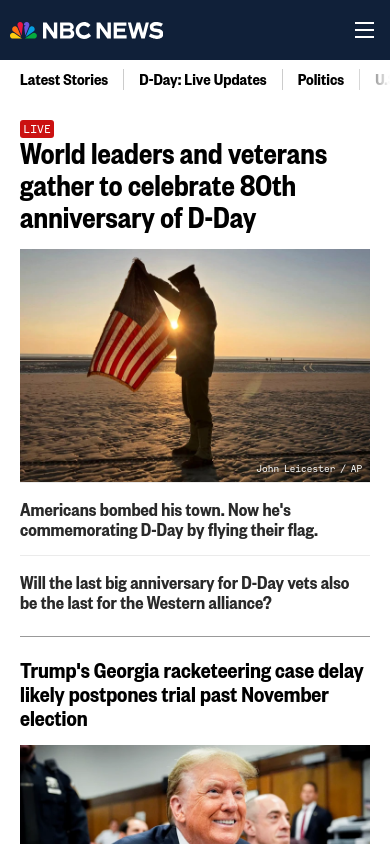 NBC NEWS
Latest Stories
D-Day: Live Updates
Politics
U.
LIVE
World leaders and veterans
gather to celebrate 80th
anniversary of D-Day
John Leicester / AP
Americans bombed his town. Now he's
commemorating D-Day by flying their flag.
Will the last big anniversary for D-Day vets also
be the last for the Western alliance?
Trump's Georgia racketeering case delay
likely postpones trial past November
election